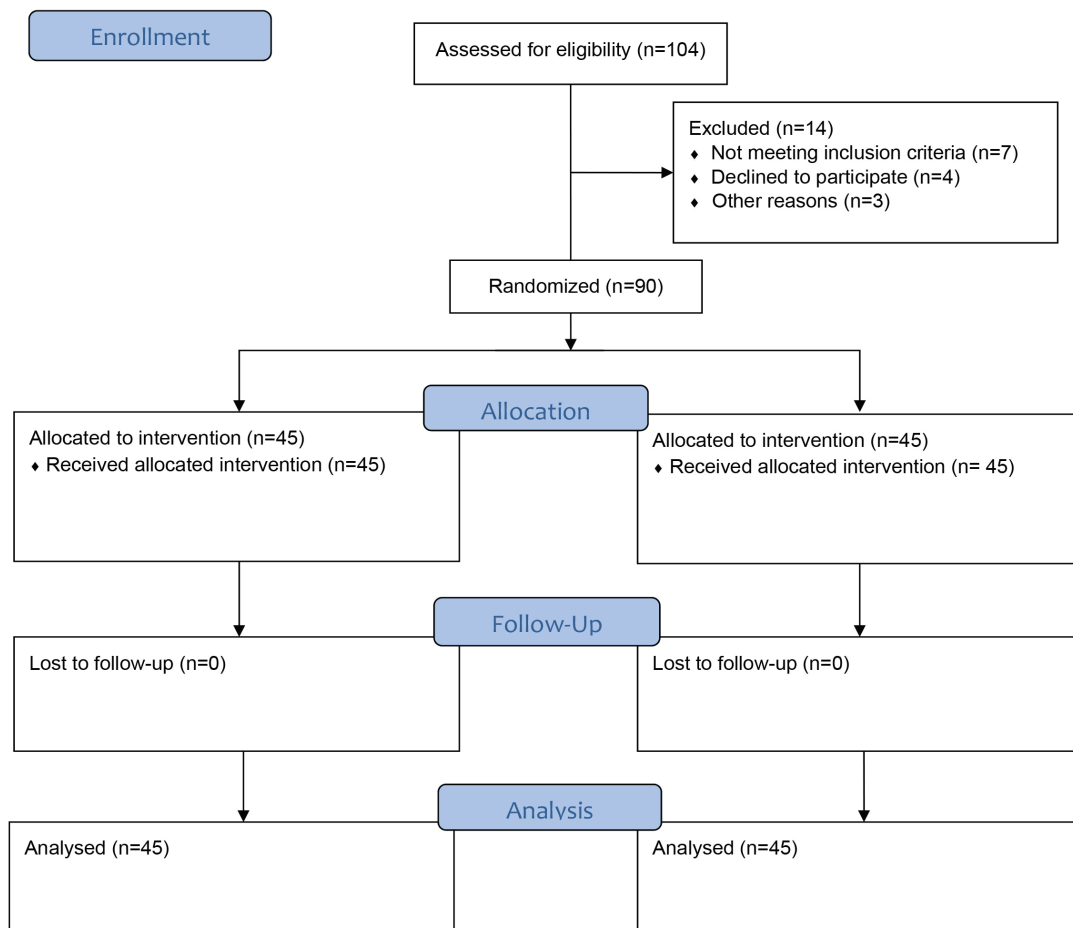 Enrollment
Assessed for eligibility (n=104)
Excluded (n=14)
♦ Not meeting inclusion criteria (n=7)
♦ Declined to participate (n=4)
♦ Other reasons (n=3)
Randomized (n=90)
Allocation
Allocated to intervention (n=45)
♦ Received allocated intervention (n=45)
Allocated to intervention (n=45)
♦ Received allocated intervention (n= 45)
Follow-Up
Lost to follow-up (n=0)
Lost to follow-up (n=0)
Analysis
Analysed (n=45)
Analysed (n=45)